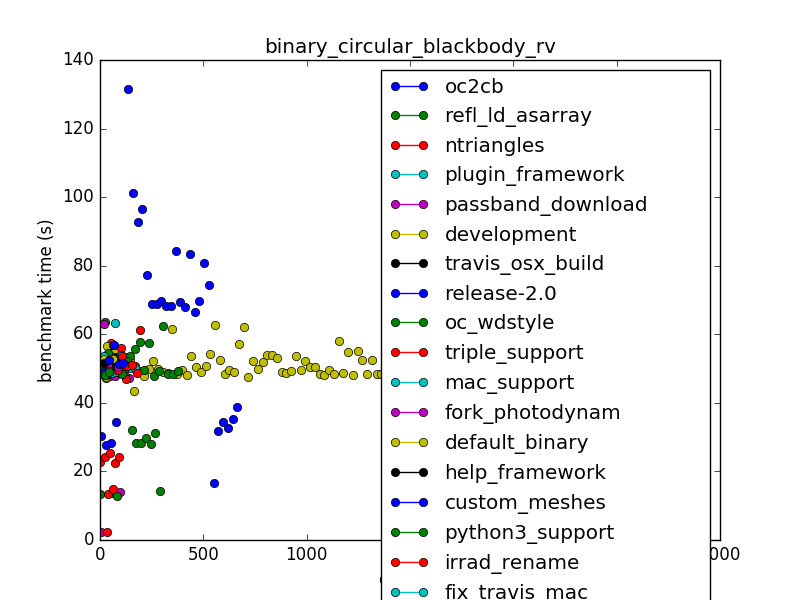 binary_circular_blackbody_rv
benchmark time (s)
140
120
100
80
60
40
20
0
0
500
1000
000
oc2cb
refl_ld_asarray
ntriangles
plugin_framework
passband_download
development
travis_osx_build
release-2.0
oc_wdstyle
triple_support
mac_support
fork_photodynam
default_binary
help_framework
custom_meshes
python3_support
irrad_rename
fix_travis_mac